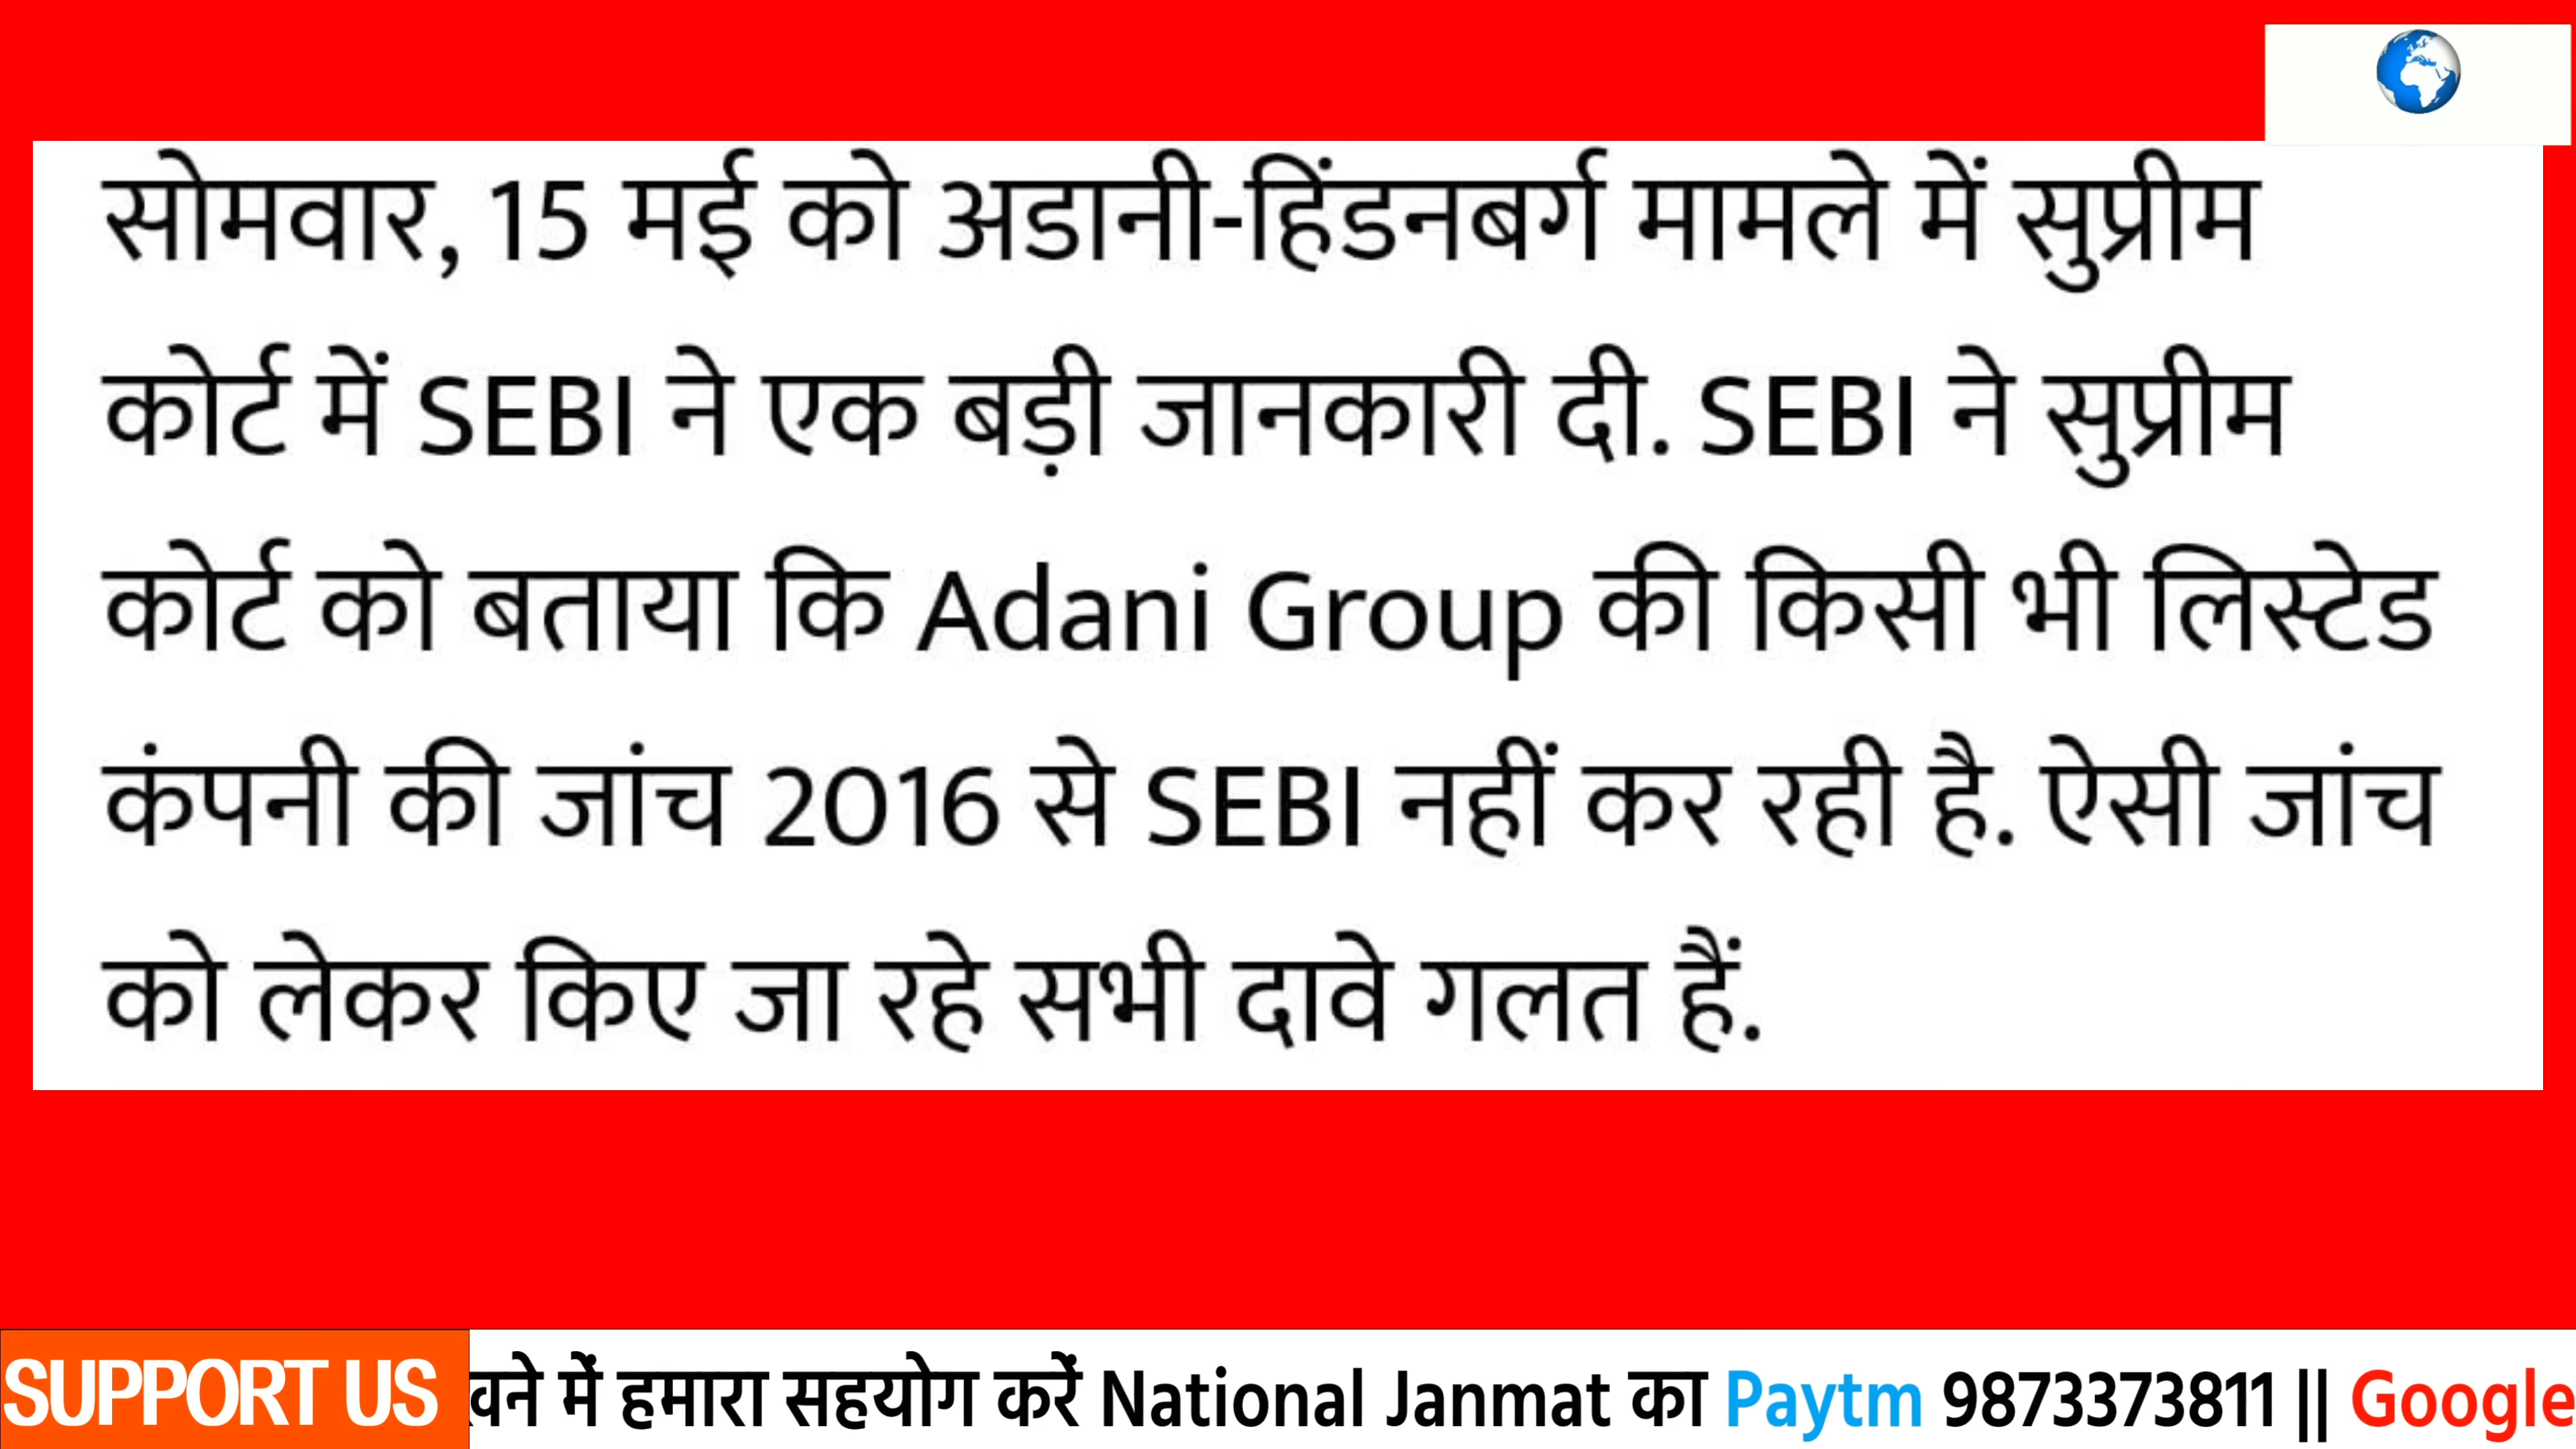 सोमवार, 15 मई को अडानी-हिंडनबर्ग मामले में सुप्रीम
कोर्ट में SEBI ने एक बड़ी जानकारी दी. SEBI ने सुप्रीम
कोर्ट को बताया कि Adani Group की किसी भी लिस्टेड
कंपनी की जांच 2016 से SEBI नहीं कर रही है. ऐसी जांच
को लेकर किए जा रहे सभी दावे गलत हैं.
SUPPORT US में हमारा सहयोग करें National Janmat का Paytm 9873373811 || Google